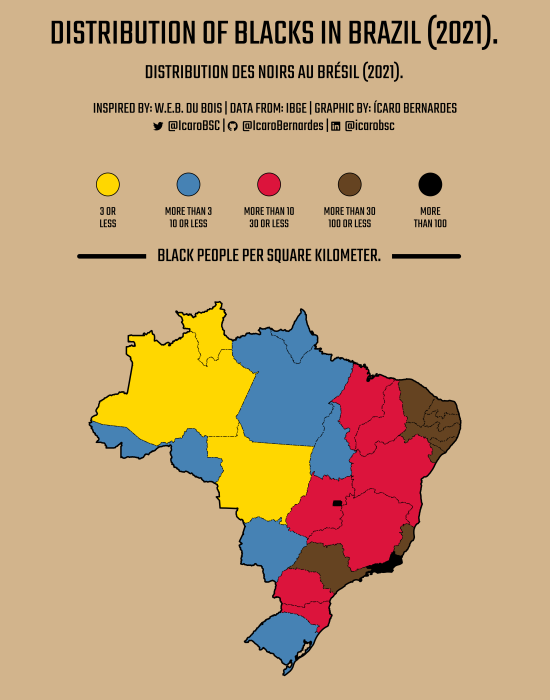 DISTRIBUTION OF BLACKS IN BRAZIL (2021).
DISTRIBUTION DES NOIRS AU BRÉSIL (2021).
INSPIRED BY: W.E.B. DU BOIS | DATA FROM: IBGE | GRAPHIC BY: ÍCARO BERNARDES
@IcaroBSC | @IcaroBernardes | @icarobsc
3 OR
LESS
MORE THAN 3
10 OR LESS
MORE THAN 10
30 OR LESS
MORE THAN 30
100 OR LESS
MORE
THAN 100
BLACK PEOPLE PER SQUARE KILOMETER.